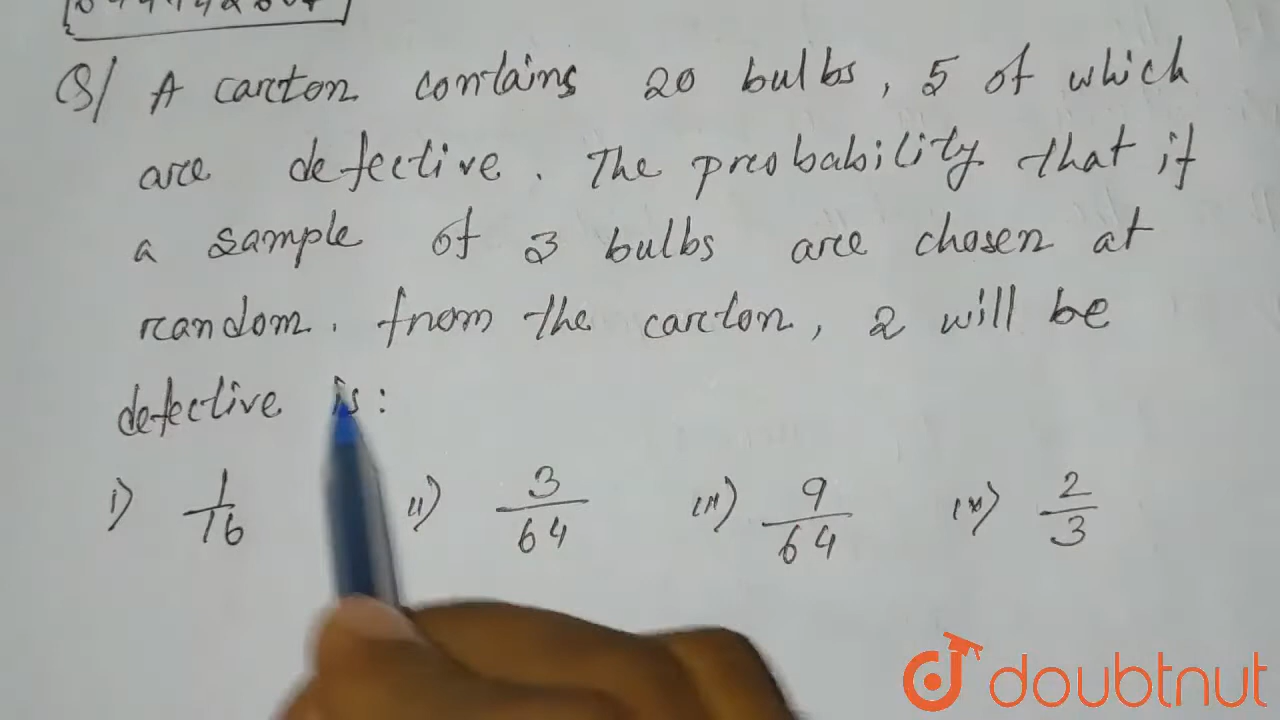 Q/ A carton contains 20 bulbs, 5 of which
are defective. The probability that if
a sample of 3 bulbs are chosen at
random. from the carton, 2 will be
defective is:
i) 1/16 ii) 3/64 iii) 9/64 iv) 2/3
doubtnut